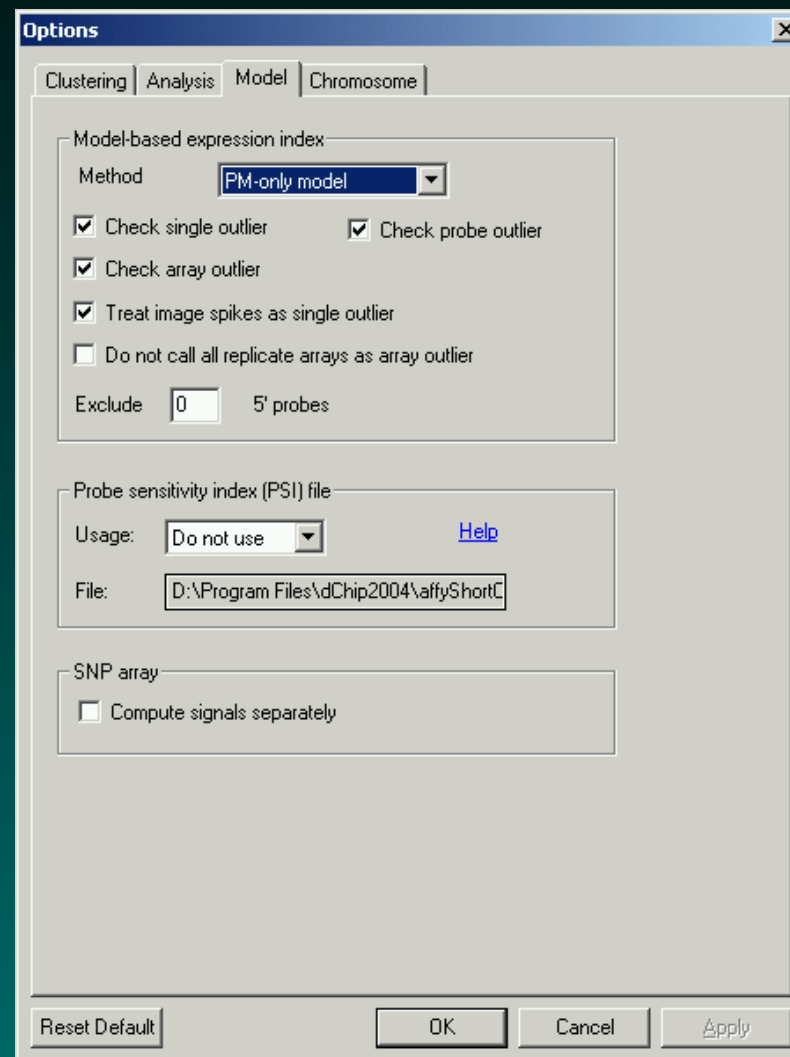 Options
Clustering Analysis Model Chromosome
Model-based expression index
Method PM-only model
Check single outlier Check probe outlier
Check array outlier
Treat image spikes as single outlier
Do not call all replicate arrays as array outlier
Exclude 0 5' probes
Probe sensitivity index (PSI) file
Usage: Do not use Help
File: D:\Program Files\dChip2004\affyShort
SNP array
Compute signals separately
Reset Default OK Cancel Apply